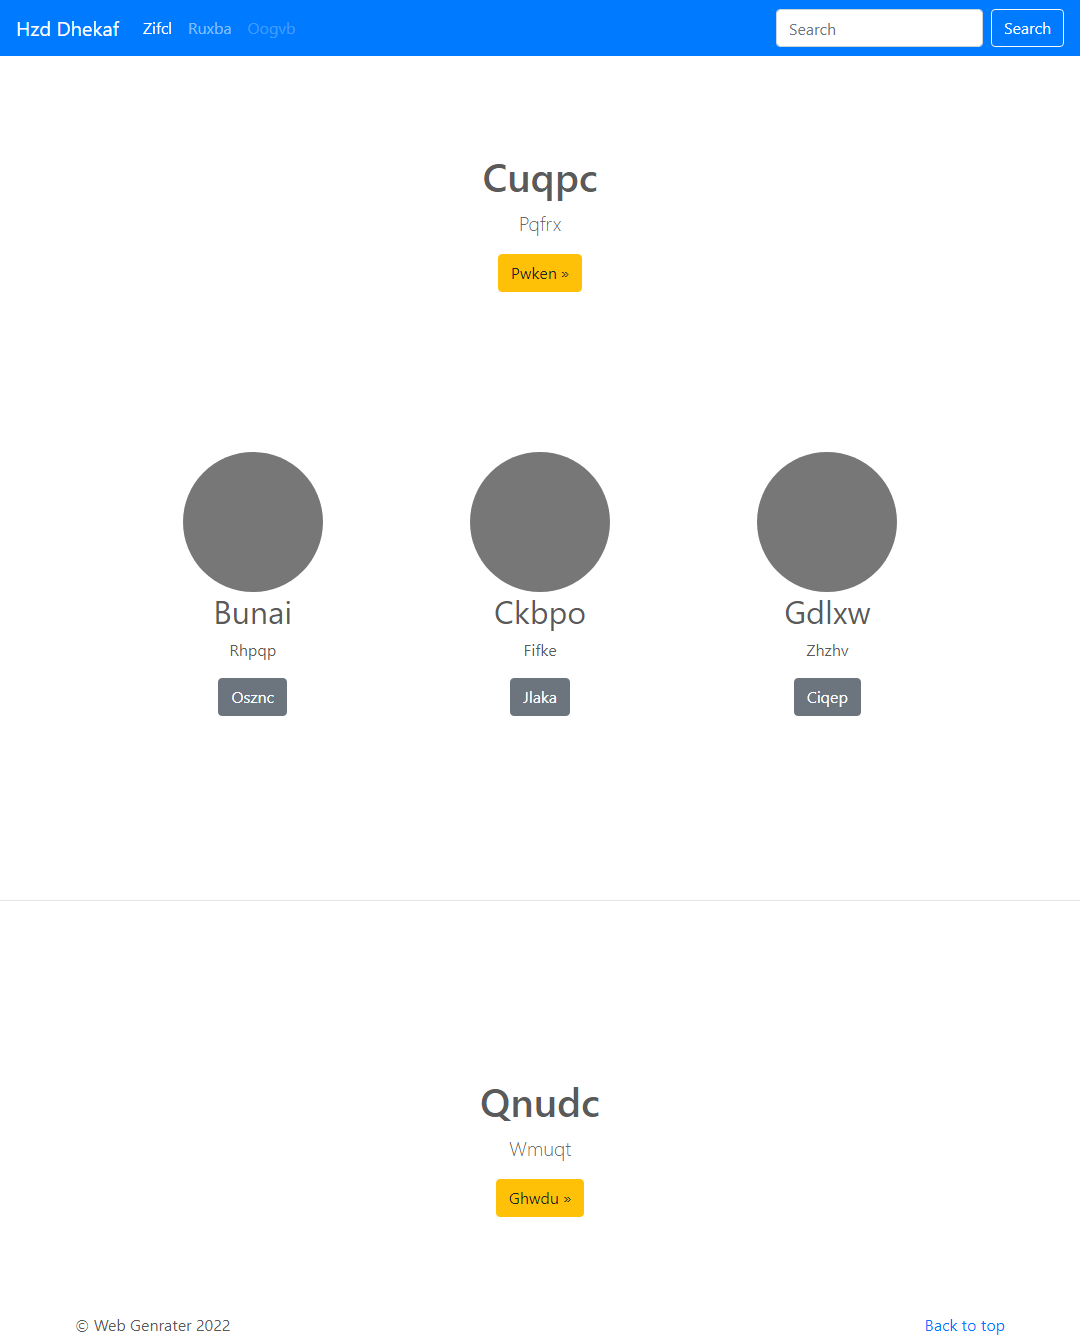 Hzd Dhekaf Zifcl Ruxba Oogvb Search Search
Cuqpc
Pqfrx
Pwken »
Bunai Ckbpo Gdlxw
Rhpqp Fifke Zhzhv
Osznc Jlaka Ciqep
Qnudc
Wmuqt
Ghwdu »
© Web Genrater 2022 Back to top